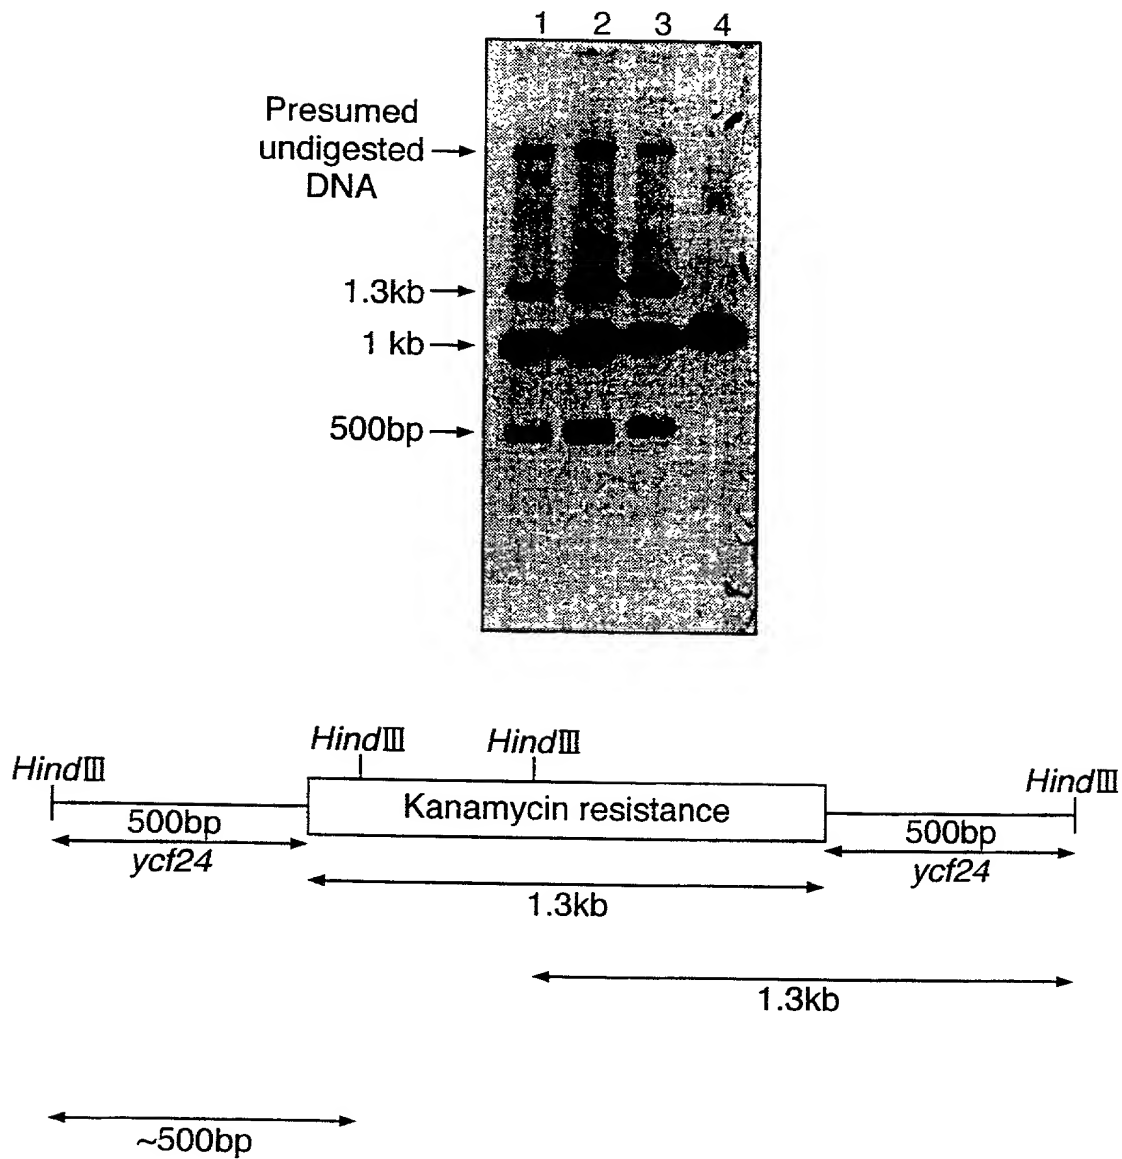 1 2 3 4
Presumed
undigested
DNA
1.3kb
1 kb
500bp
HindⅢ HindⅢ
HindⅢ HindⅢ
Kanamycin resistance
500bp 500bp
ycf24 ycf24
1.3kb
1.3kb
~500bp